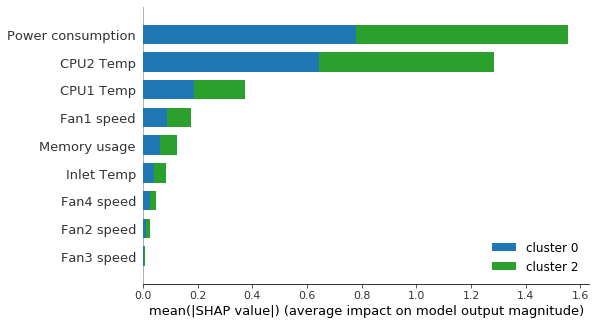 Power consumption
CPU2 Temp
CPU1 Temp
Fan1 speed
Memory usage
Inlet Temp
Fan4 speed
Fan2 speed
Fan3 speed
cluster 0
cluster 2
0.0 0.2 0.4 0.6 0.8 1.0 1.2 1.4 1.6
mean(|SHAP value|) (average impact on model output magnitude)